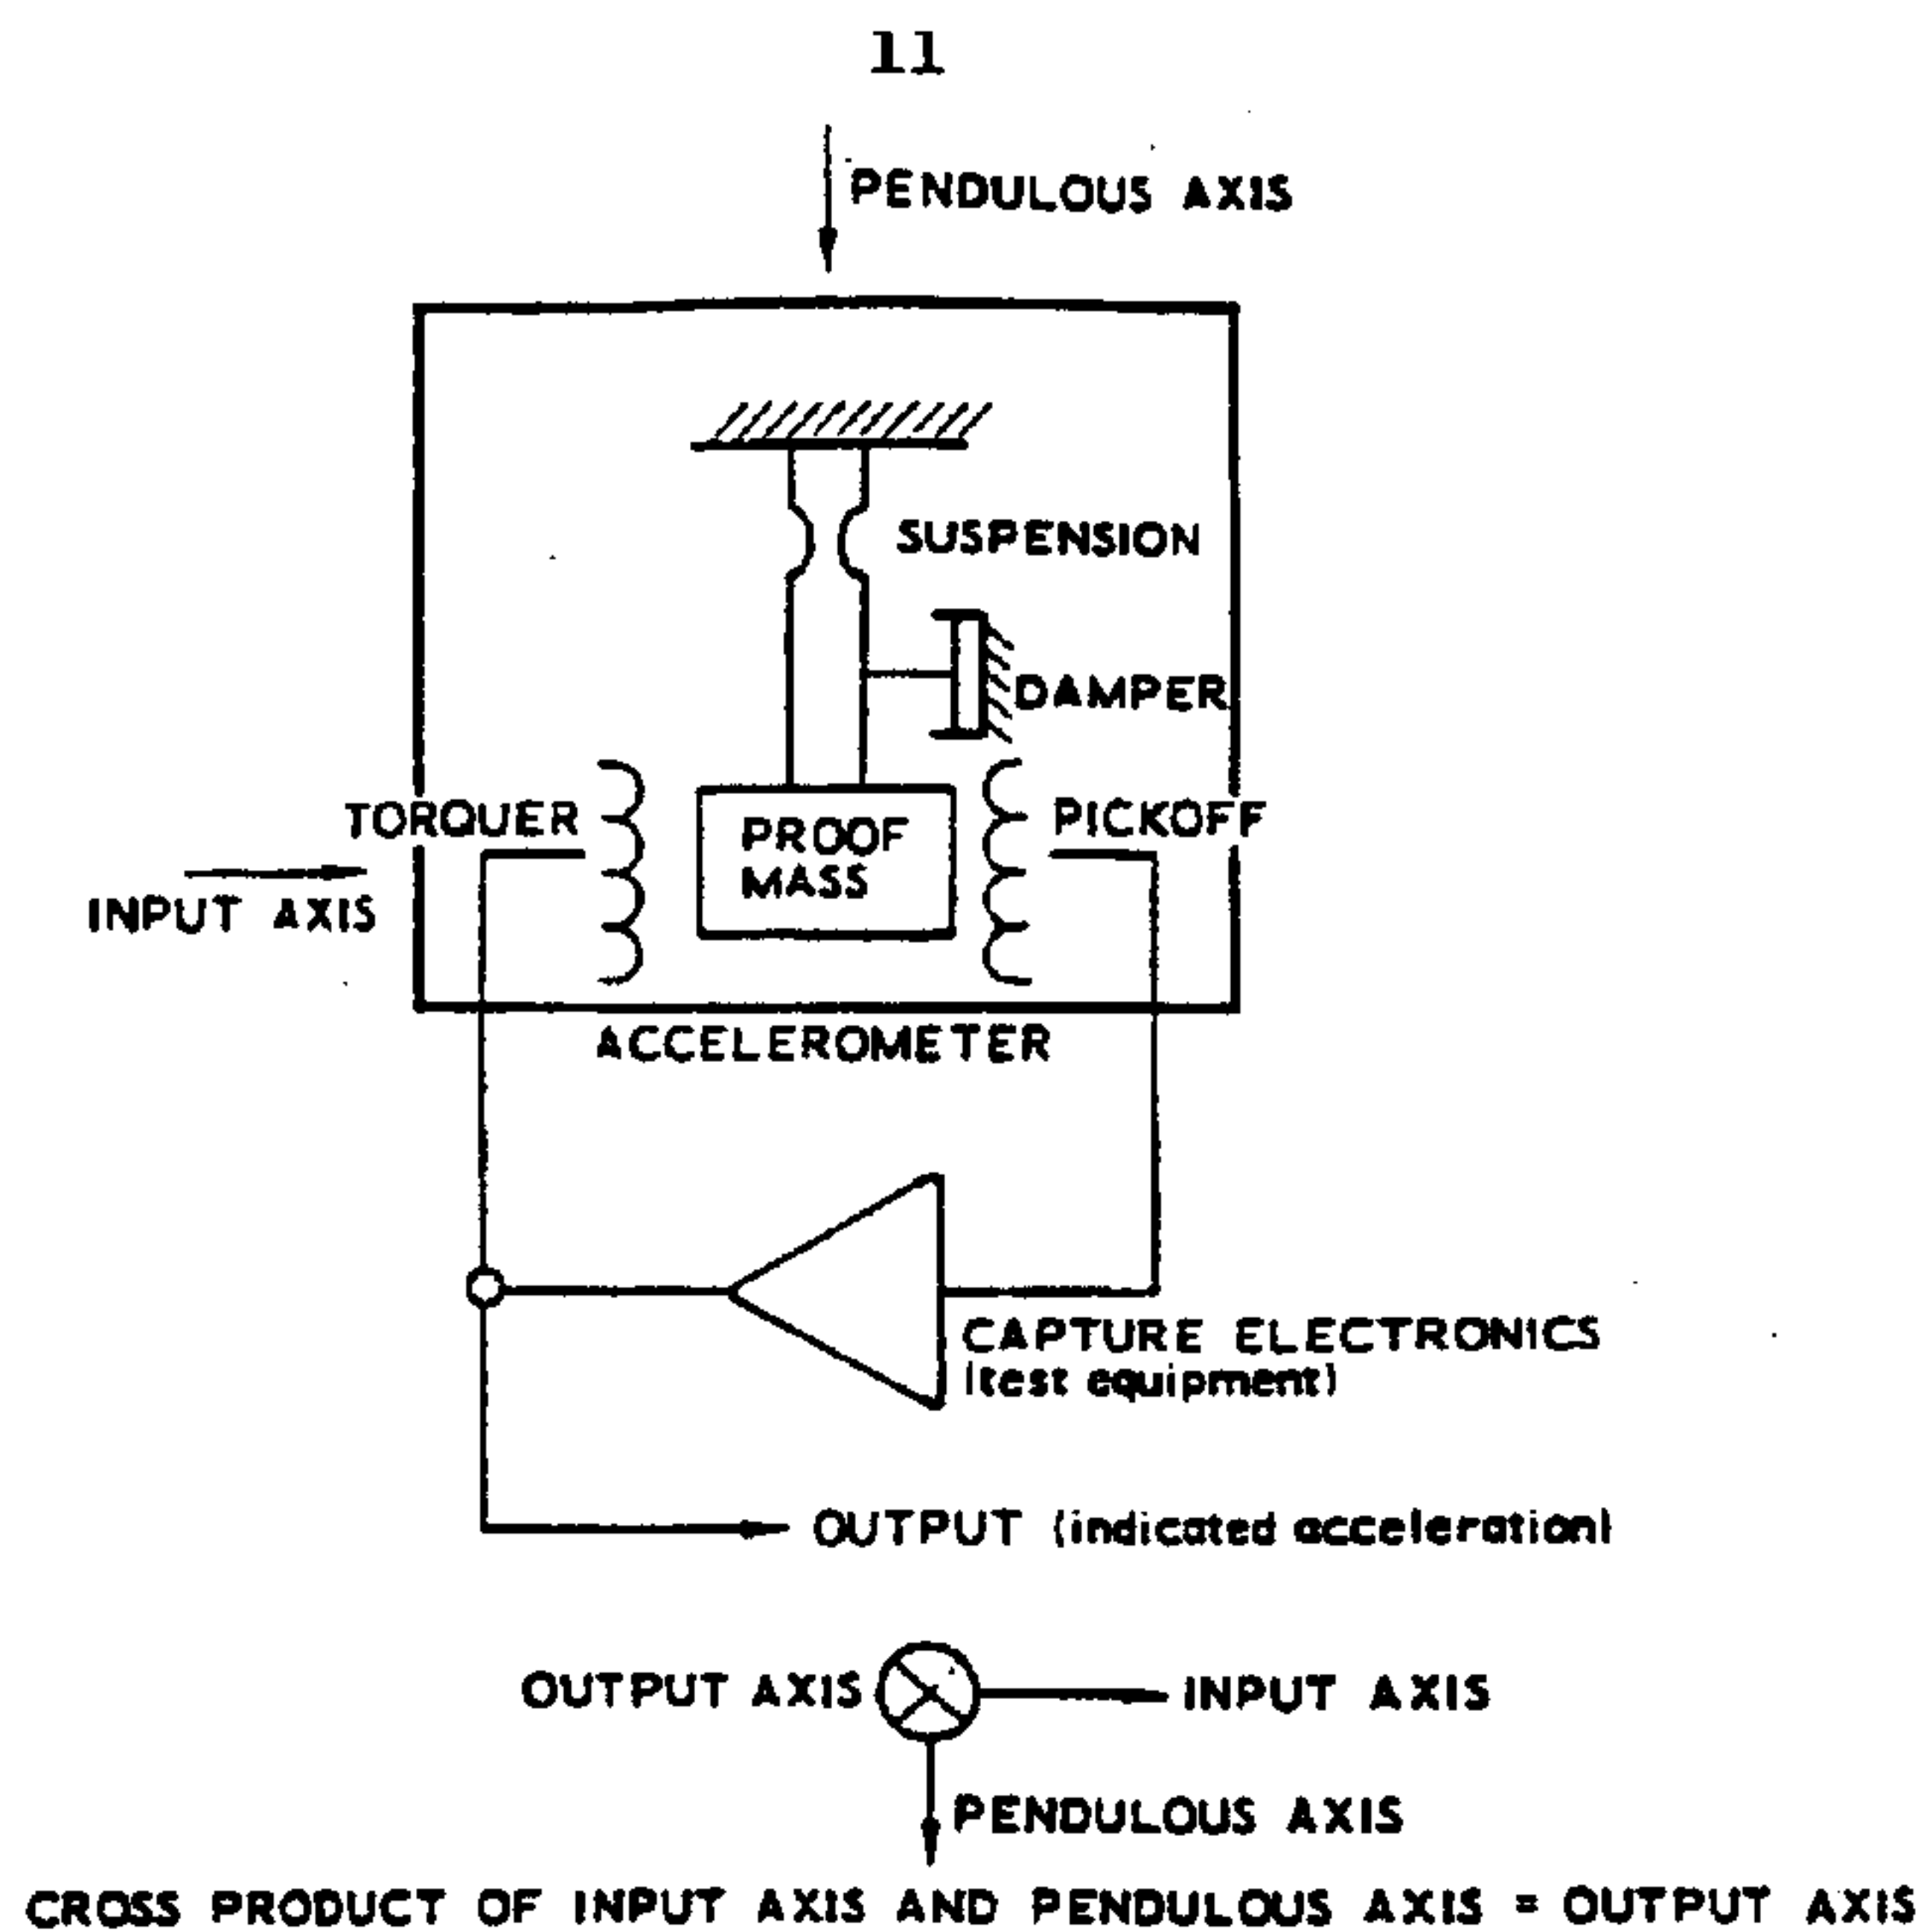 11
PENDULOUS AXIS
SUSPENSION
DAMPER
TORQUER
PROOF
MASS
PICKOFF
INPUT AXIS
ACCELEROMETER
CAPTURE ELECTRONICS
(test equipment)
OUTPUT (indicated acceleration)
OUTPUT AXIS
INPUT AXIS
PENDULOUS AXIS
CROSS PRODUCT OF INPUT AXIS AND PENDULOUS AXIS = OUTPUT AXIS